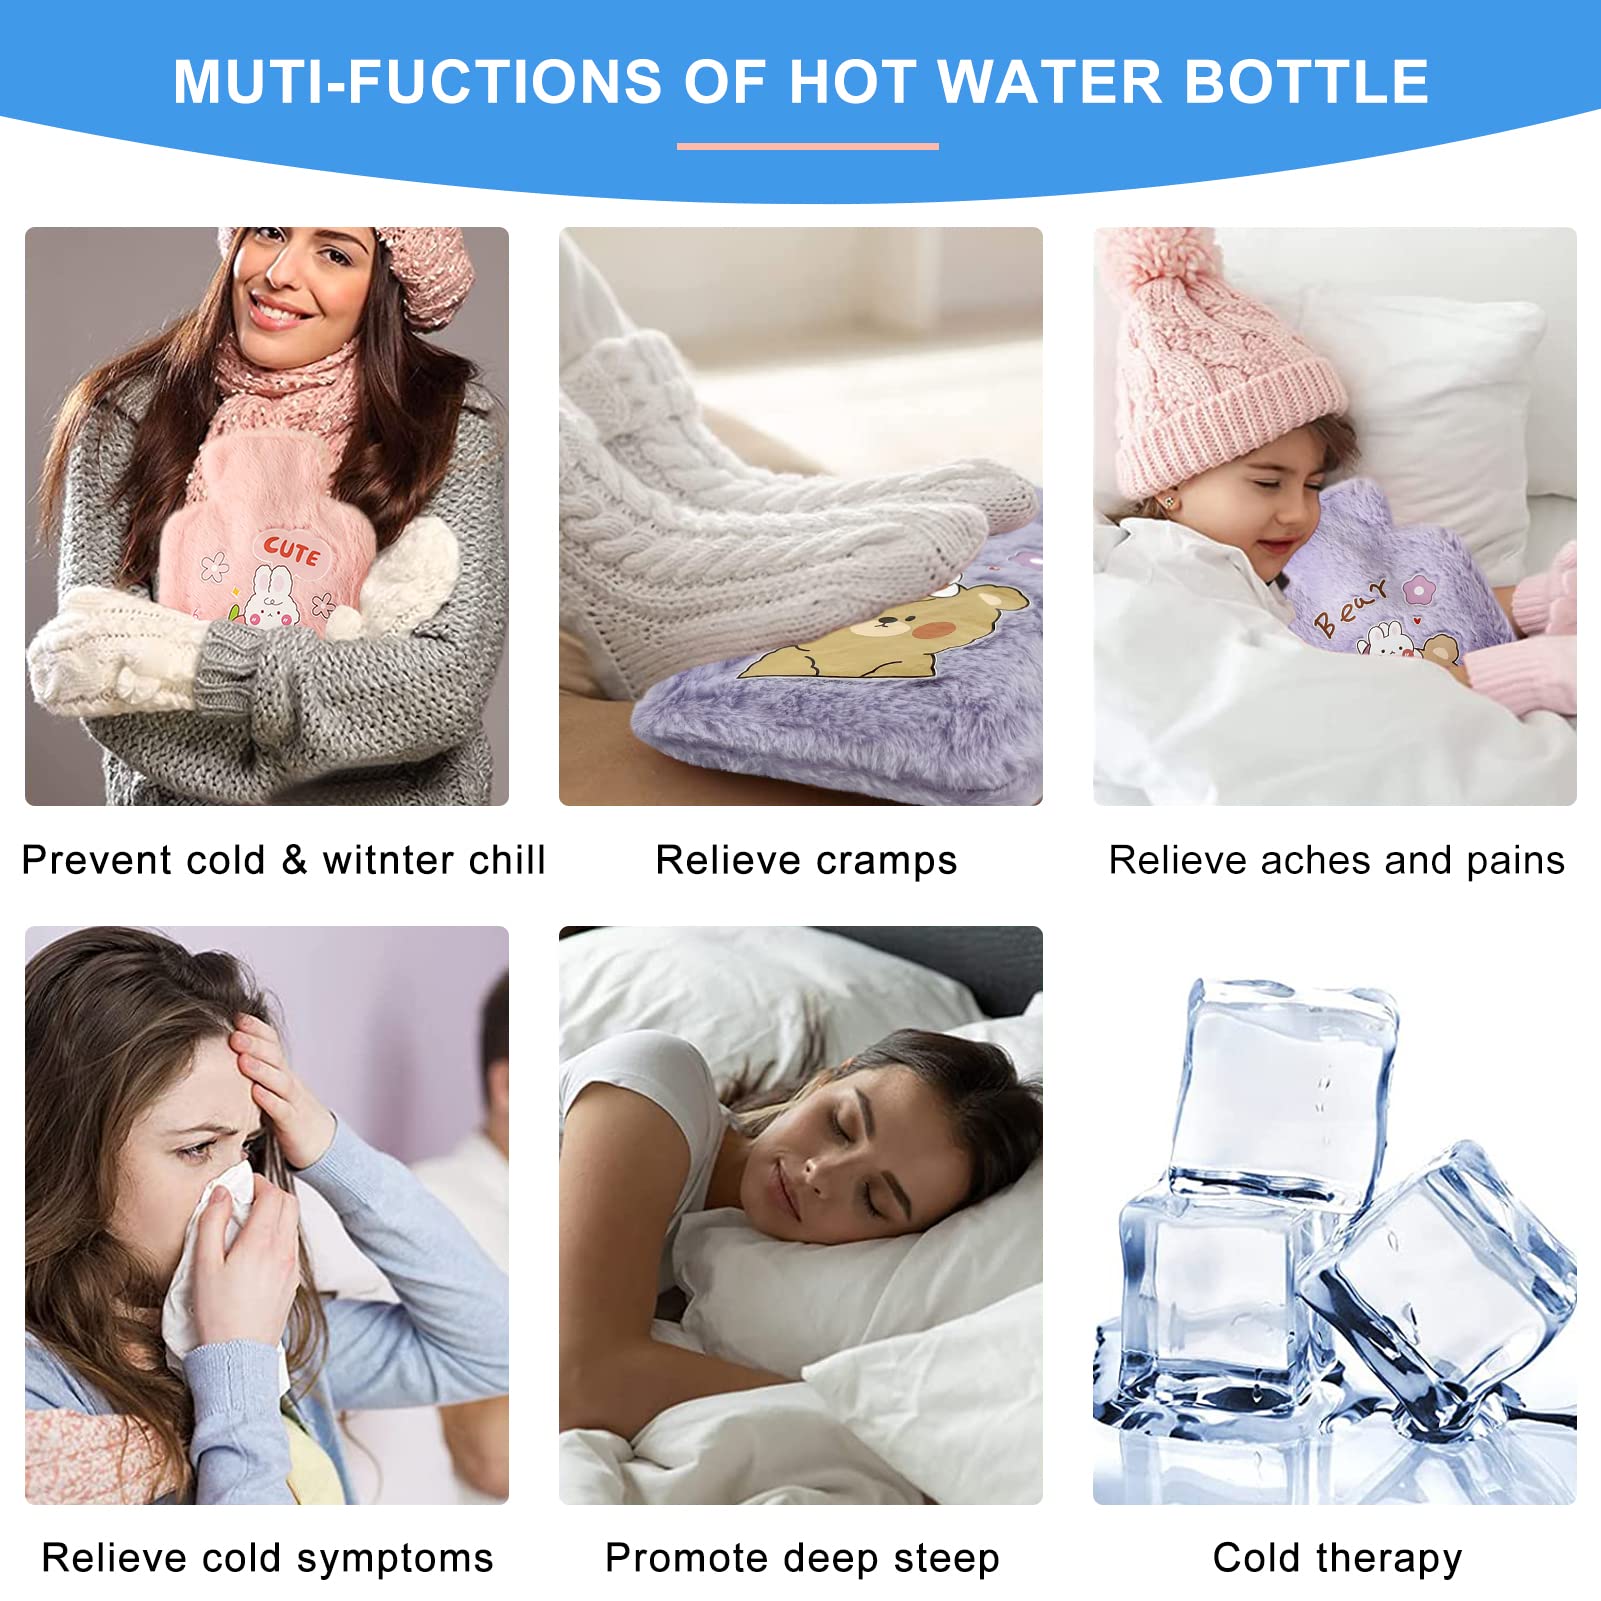 MUTI-FUCTIONS OF HOT WATER BOTTLE
CUTE
Bear
Prevent cold & witnter chill
Relieve cramps
Relieve aches and pains
Relieve cold symptoms
Promote deep steep
Cold therapy